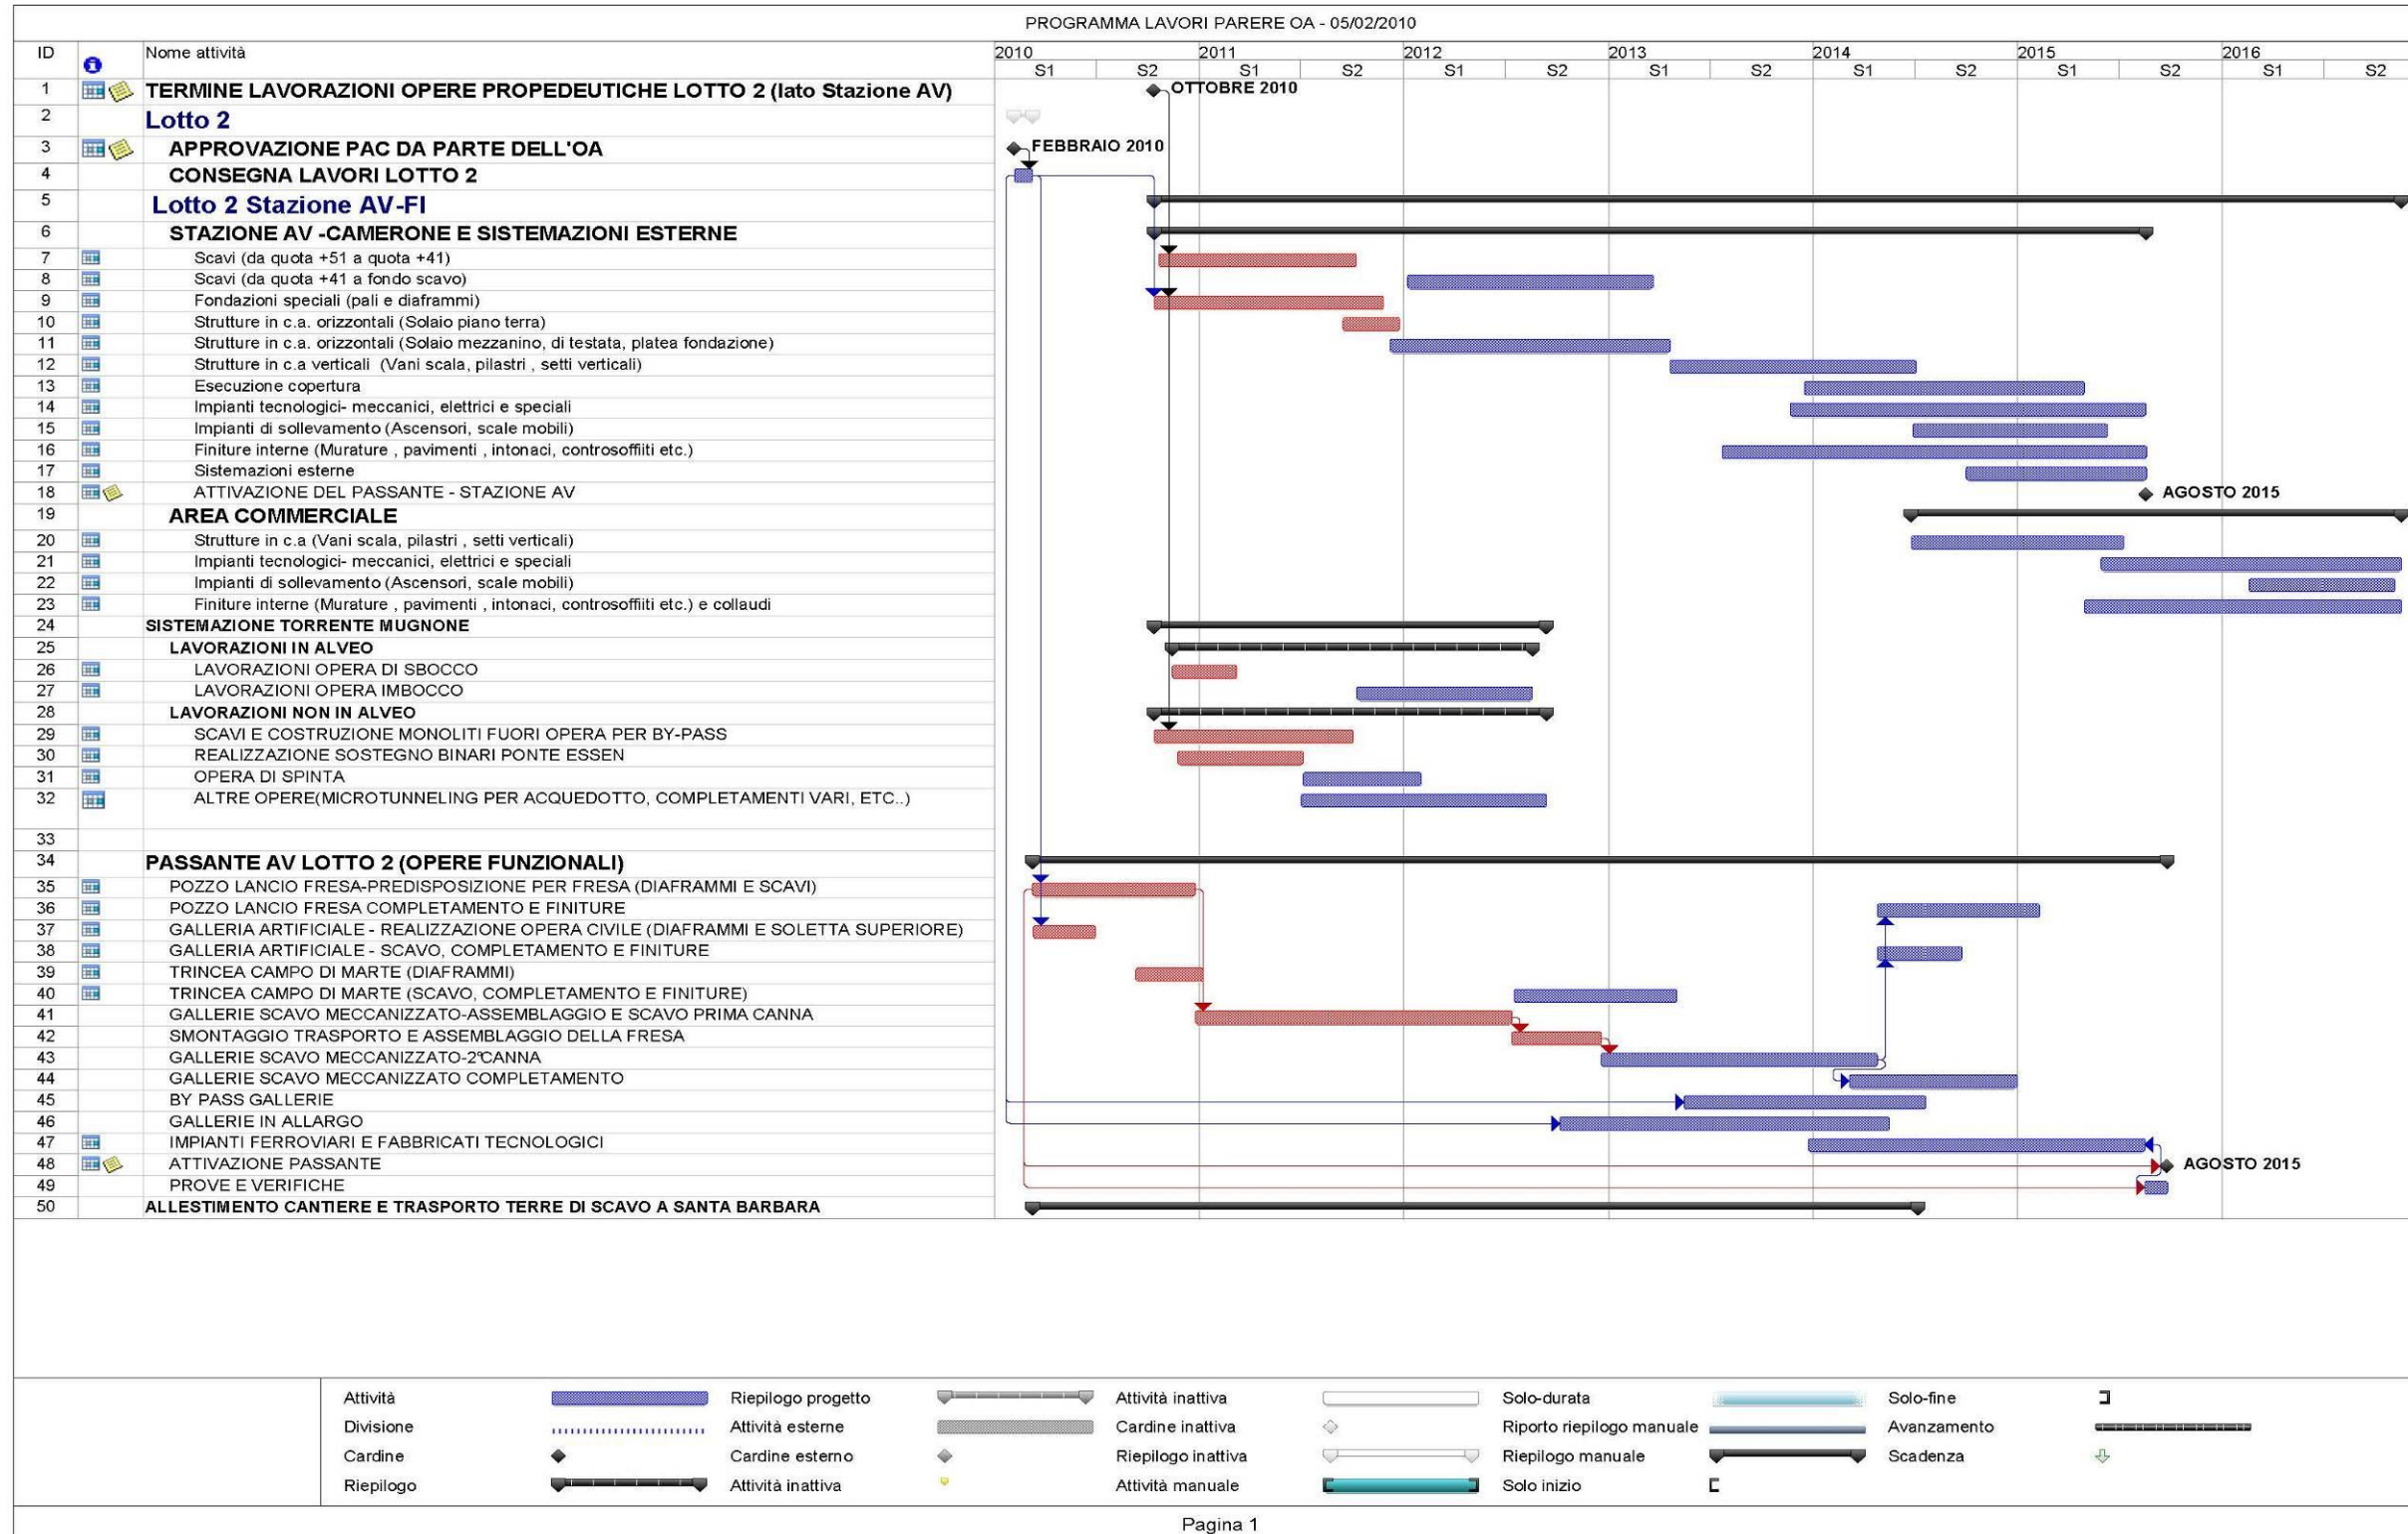 PROGRAMMA LAVORI PARERE OA - 05/02/2010
ID Nome attività 2010 2011 2012 2013 2014 2015 2016
S1 S2 S1 S2 S1 S2 S1 S2 S1 S2 S1 S2 S1 S2
1 TERMINE LAVORAZIONI OPERE PROPEDEUTICHE LOTTO 2 (lato Stazione AV) OTTOBRE 2010
2 Lotto 2
3 APPROVAZIONE PAC DA PARTE DELL'OA FEBBRAIO 2010
4 CONSEGNA LAVORI LOTTO 2
5 Lotto 2 Stazione AV-FI
6 STAZIONE AV -CAMERONE E SISTEMAZIONI ESTERNE
7 Scavi (da quota +51 a quota +41)
8 Scavi (da quota +41 a fondo scavo)
9 Fondazioni speciali (pali e diaframmi)
10 Strutture in c.a. orizzontali (Solaio piano terra)
11 Strutture in c.a. orizzontali (Solaio mezzanino, di testata, platea fondazione)
12 Strutture in c.a verticali (Vani scala, pilastri , setti verticali)
13 Esecuzione copertura
14 Impianti tecnologici- meccanici, elettrici e speciali
15 Impianti di sollevamento (Ascensori, scale mobili)
16 Finiture interne (Murature , pavimenti , intonaci, controsoffiiti etc.)
17 Sistemazioni esterne
18 ATTIVAZIONE DEL PASSANTE - STAZIONE AV AGOSTO 2015
19 AREA COMMERCIALE
20 Strutture in c.a (Vani scala, pilastri , setti verticali)
21 Impianti tecnologici- meccanici, elettrici e speciali
22 Impianti di sollevamento (Ascensori, scale mobili)
23 Finiture interne (Murature , pavimenti , intonaci, controsoffiiti etc.) e collaudi
24 SISTEMAZIONE TORRENTE MUGNONE
25 LAVORAZIONI IN ALVEO
26 LAVORAZIONI OPERA DI SBOCCO
27 LAVORAZIONI OPERA IMBOCCO
28 LAVORAZIONI NON IN ALVEO
29 SCAVI E COSTRUZIONE MONOLITI FUORI OPERA PER BY-PASS
30 REALIZZAZIONE SOSTEGNO BINARI PONTE ESSEN
31 OPERA DI SPINTA
32 ALTRE OPERE(MICROTUNNELING PER ACQUEDOTTO, COMPLETAMENTI VARI, ETC..)
33
34 PASSANTE AV LOTTO 2 (OPERE FUNZIONALI)
35 POZZO LANCIO FRESA-PREDISPOSIZIONE PER FRESA (DIAFRAMMI E SCAVI)
36 POZZO LANCIO FRESA COMPLETAMENTO E FINITURE
37 GALLERIA ARTIFICIALE - REALIZZAZIONE OPERA CIVILE (DIAFRAMMI E SOLETTA SUPERIORE)
38 GALLERIA ARTIFICIALE - SCAVO, COMPLETAMENTO E FINITURE
39 TRINCEA CAMPO DI MARTE (DIAFRAMMI)
40 TRINCEA CAMPO DI MARTE (SCAVO, COMPLETAMENTO E FINITURE)
41 GALLERIE SCAVO MECCANIZZATO-ASSEMBLAGGIO E SCAVO PRIMA CANNA
42 SMONTAGGIO TRASPORTO E ASSEMBLAGGIO DELLA FRESA
43 GALLERIE SCAVO MECCANIZZATO-2°CANNA
44 GALLERIE SCAVO MECCANIZZATO COMPLETAMENTO
45 BY PASS GALLERIE
46 GALLERIE IN ALLARGO
47 IMPIANTI FERROVIARI E FABBRICATI TECNOLOGICI
48 ATTIVAZIONE PASSANTE AGOSTO 2015
49 PROVE E VERIFICHE
50 ALLESTIMENTO CANTIERE E TRASPORTO TERRE DI SCAVO A SANTA BARBARA
Attività Riepilogo progetto Attività inattiva Solo-durata Solo-fine
Divisione Attività esterne Cardine inattiva Riporto riepilogo manuale Avanzamento
Cardine Cardine esterno Riepilogo inattiva Riepilogo manuale Scadenza
Riepilogo Attività inattiva Attività manuale Solo inizio
Pagina 1